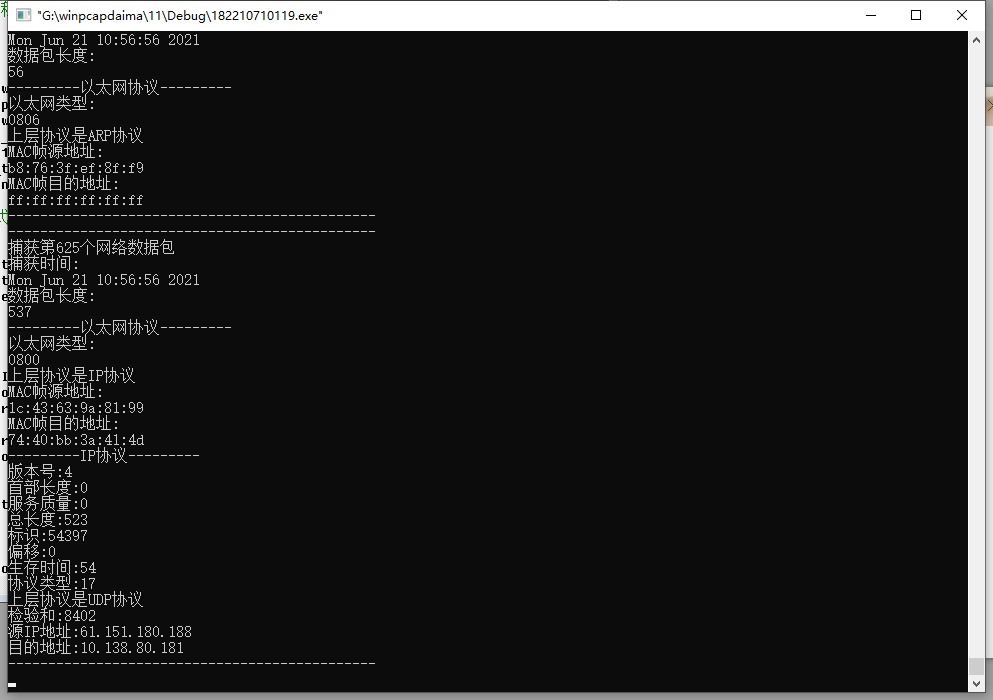 "G:\winpcapdaima\11\Debug\182210710119.exe"
Mon Jun 21 10:56:56 2021
数据包长度:
56
---------以太网协议---------
以太网类型:
0806
上层协议是ARP协议
MAC帧源地址:
b8:76:3f:ef:8f:f9
MAC帧目的地址:
ff:ff:ff:ff:ff:ff
----------------------------------------------
----------------------------------------------
捕获第625个网络数据包
捕获时间:
Mon Jun 21 10:56:56 2021
数据包长度:
537
---------以太网协议---------
以太网类型:
0800
上层协议是IP协议
MAC帧源地址:
1c:43:63:9a:81:99
MAC帧目的地址:
74:40:bb:3a:41:4d
---------IP协议---------
版本号:4
首部长度:0
服务质量:0
总长度:523
标识:54397
偏移:0
生存时间:54
协议类型:17
上层协议是UDP协议
检验和:8402
源IP地址:61.151.180.188
目的地址:10.138.80.181
----------------------------------------------